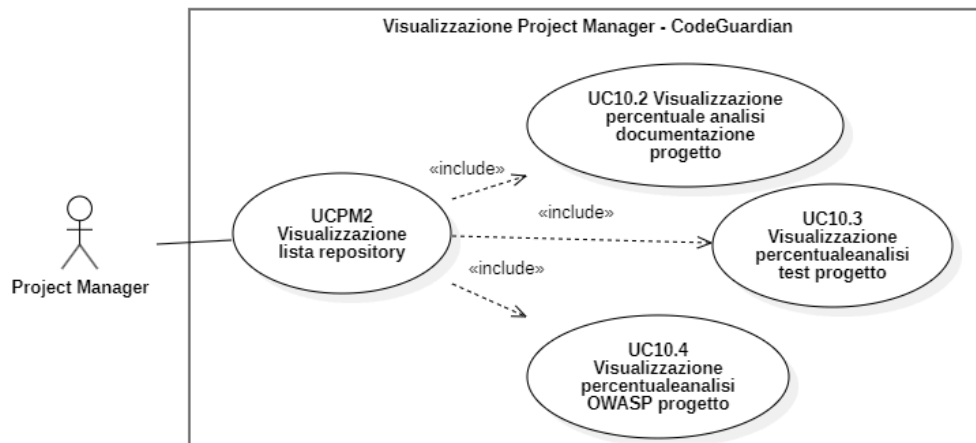 Visualizzazione Project Manager - CodeGuardian
UC10.2 Visualizzazione
percentuale analisi
documentazione
progetto
«include»
UCPM2
Visualizzazione
lista repository
«include»
UC10.3
Visualizzazione
percentualeanalisi
test progetto
«include»
Project Manager
UC10.4
Visualizzazione
percentualeanalisi
OWASP progetto